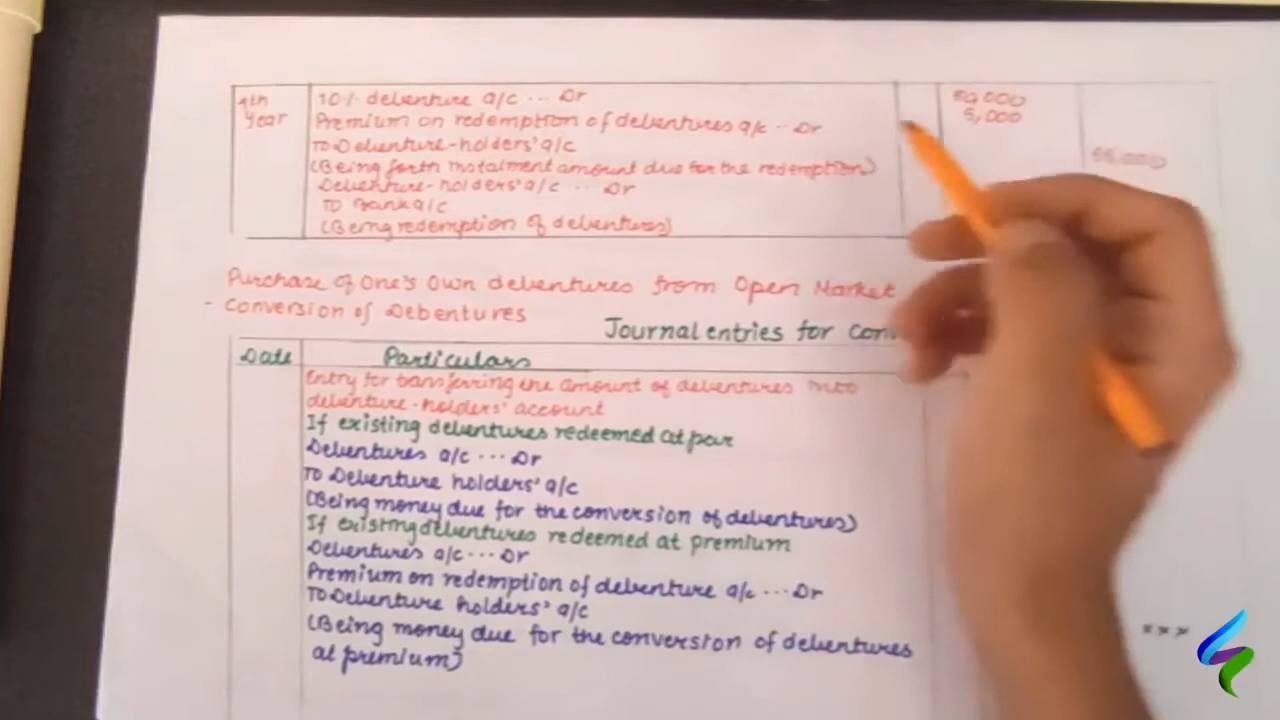 4th Year
10% debenture a/c ... Dr 50,000
Premium on redemption of debentures a/c .. Dr 5,000
To Debenture-holders' a/c 55,000
(Being forth instalment amount due for the redemption)
Debenture-holders' a/c .. Dr
To Bank a/c
(Being redemption of debentures)
Purchase of One's Own debentures from Open Market
- Conversion of Debentures
Journal entries for
Date Particulars
Entry for transferring the amount of debentures into
debenture-holders' account
If existing debentures redeemed at par
Debentures a/c ... Dr
To Debenture holders' a/c
(Being money due for the conversion of debentures)
If existing debentures redeemed at premium
Debentures a/c ... Dr
Premium on redemption of debenture a/c ... Dr
To Debenture holders' a/c
(Being money due for the conversion of debentures
at premium)
***